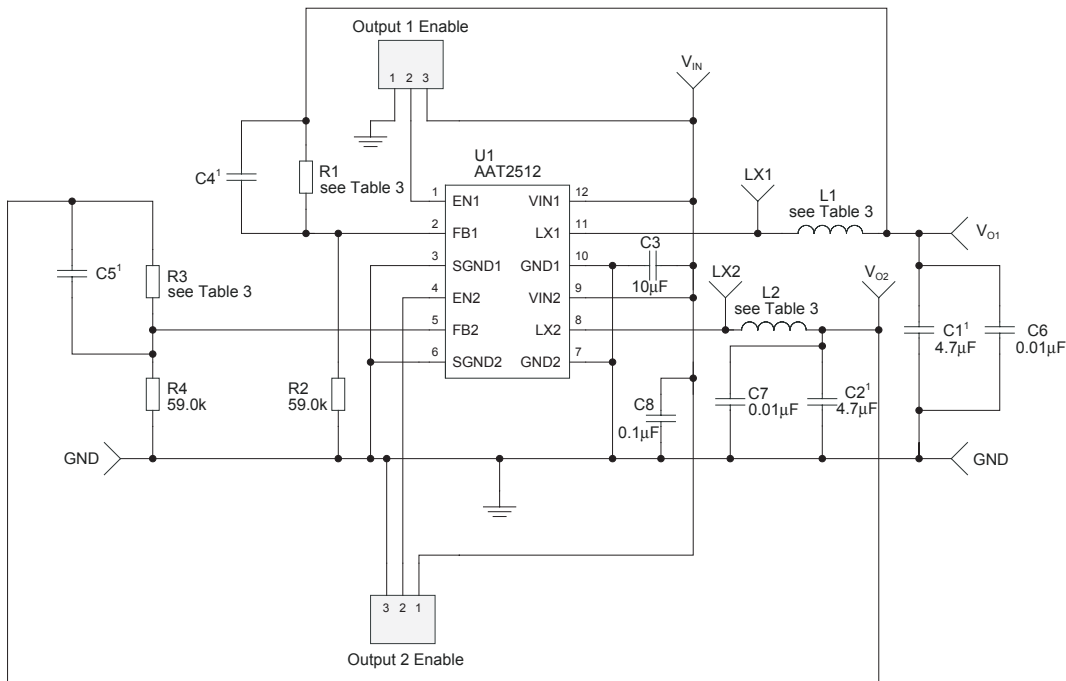 Output 1 Enable
1 2 3
V_IN
U1
AAT2512
C4¹
R1
see Table 3
1 EN1 VIN1 12
2 FB1 LX1 11
3 SGND1 GND1 10
4 EN2 VIN2 9
5 FB2 LX2 8
6 SGND2 GND2 7
LX1
L1
see Table 3
V_O1
C5¹
R3
see Table 3
C3
10μF
LX2
L2
see Table 3
V_O2
C1¹
4.7μF
C6
0.01μF
R4
59.0k
R2
59.0k
C8
0.1μF
C7
0.01μF
C2¹
4.7μF
GND
GND
3 2 1
Output 2 Enable